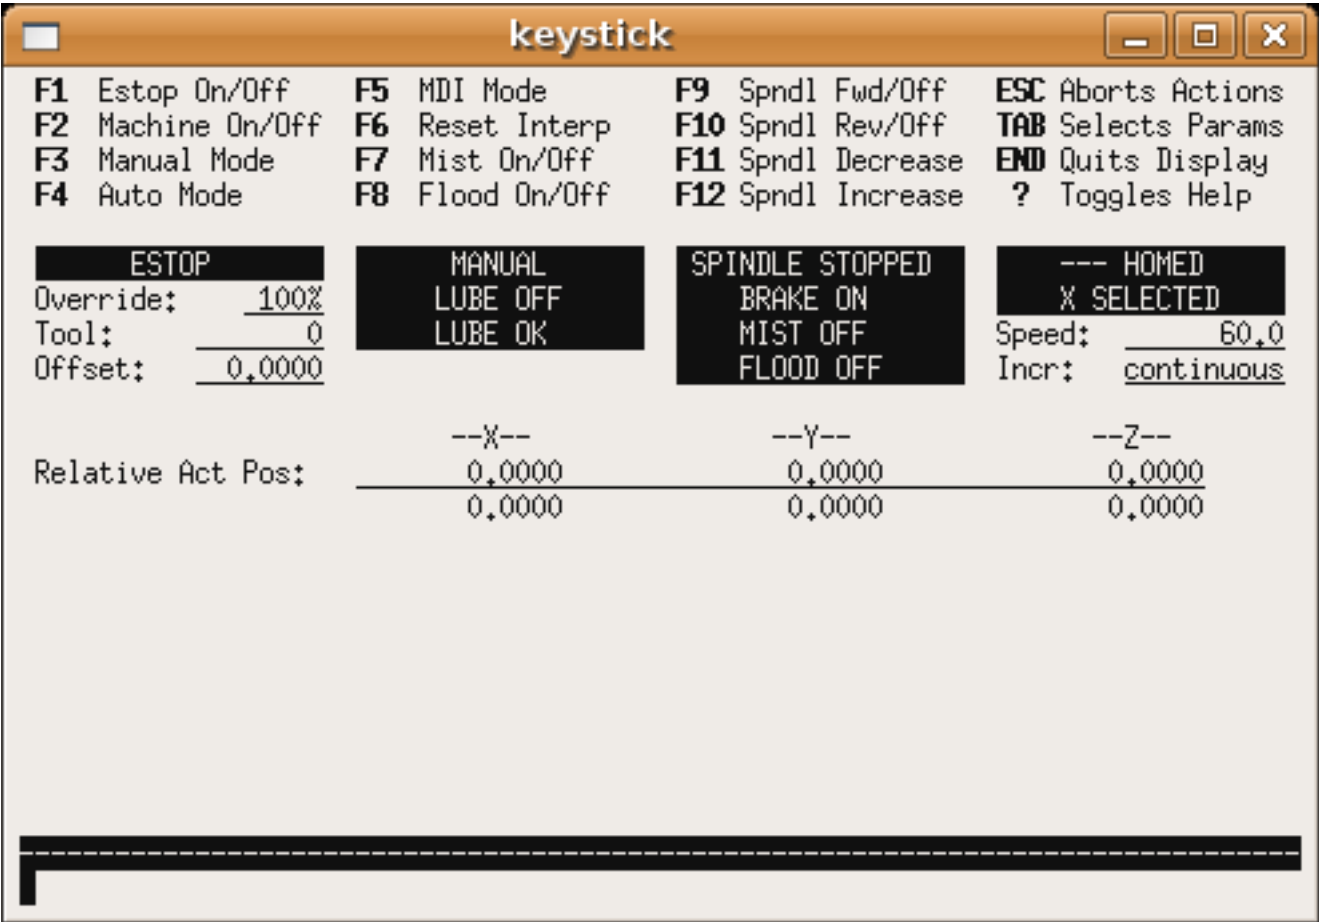 keystick
F1 Estop On/Off F5 MDI Mode F9 Spndl Fwd/Off ESC Aborts Actions
F2 Machine On/Off F6 Reset Interp F10 Spndl Rev/Off TAB Selects Params
F3 Manual Mode F7 Mist On/Off F11 Spndl Decrease END Quits Display
F4 Auto Mode F8 Flood On/Off F12 Spndl Increase ? Toggles Help
ESTOP MANUAL SPINDLE STOPPED --- HOMED
Override: 100% LUBE OFF BRAKE ON X SELECTED
Tool: 0 LUBE OK MIST OFF Speed: 60.0
Offset: 0.0000 FLOOD OFF Incr: continuous
--X-- --Y-- --Z--
Relative Act Pos: 0.0000 0.0000 0.0000
0.0000 0.0000 0.0000
--------------------------------------------------------------------------------